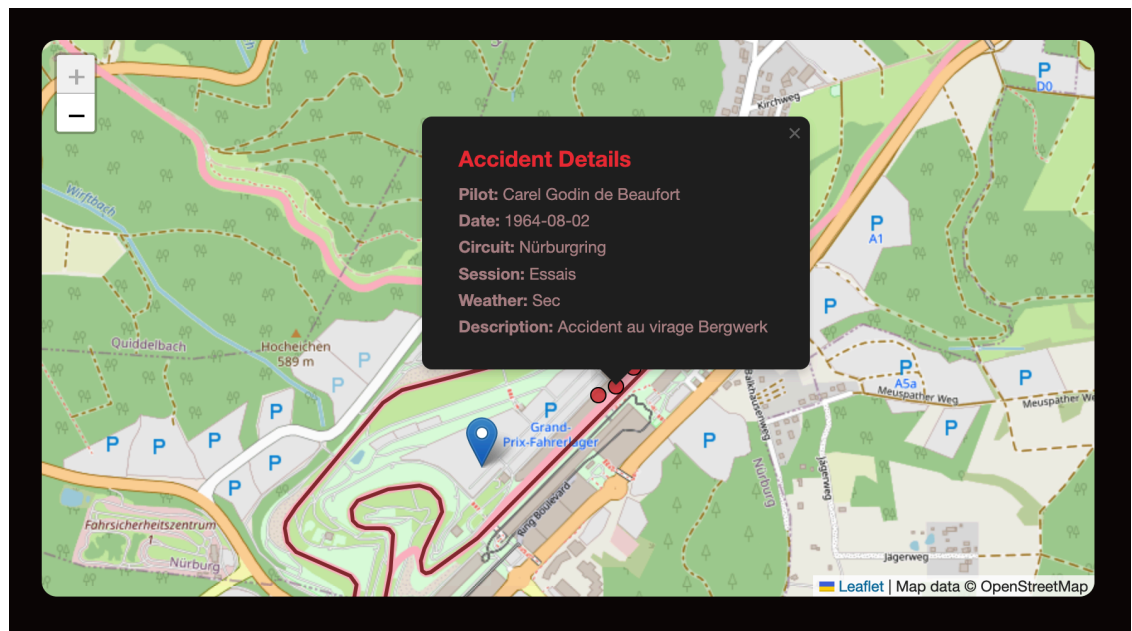 +
−
Kirchweg
P
D0
Wirftbach
×
Accident Details
Pilot: Carel Godin de Beaufort
Date: 1964-08-02
Circuit: Nürburgring
Session: Essais
Weather: Sec
Description: Accident au virage Bergwerk
P
A1
P
Quiddelbach
Hocheichen
589 m
P
P
P
A5a
P
Meuspather Weg
Meuspather We
Balkhausenweg
P
P
Grand-
Prix-Fahrerlager
P
P
P
P
P
P
P
Nürburg
Jägerweg
Ring Boulevard
Fahrsicherheitszentrum
1
Nürburg
Jägerweg
Leaflet | Map data © OpenStreetMap